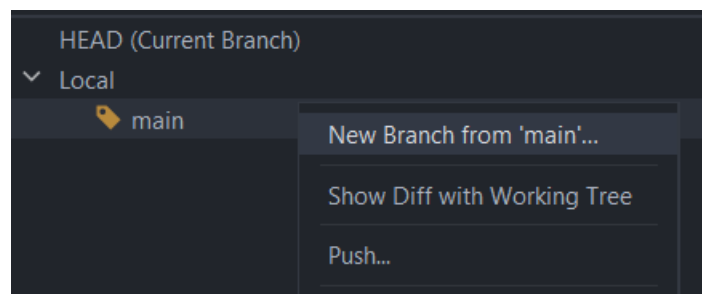 HEAD (Current Branch)
Local
main
New Branch from 'main'...
Show Diff with Working Tree
Push...